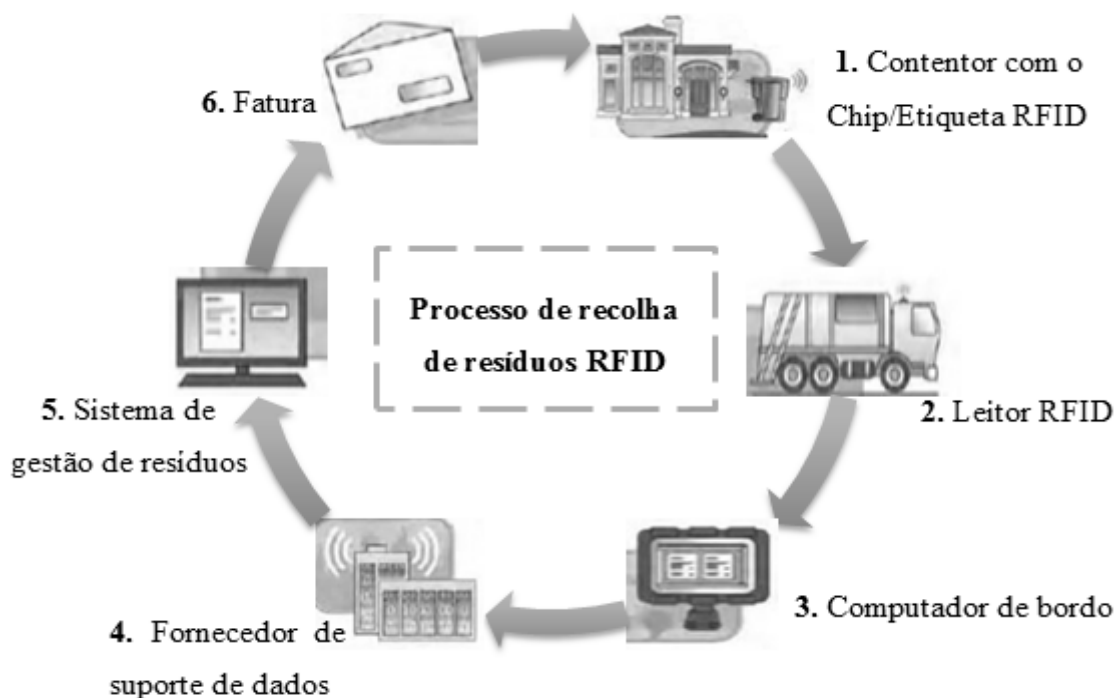 1. Contentor com o
Chip/Etiqueta RFID
2. Leitor RFID
3. Computador de bordo
4. Fornecedor de
suporte de dados
5. Sistema de
gestão de resíduos
6. Fatura
Processo de recolha
de resíduos RFID